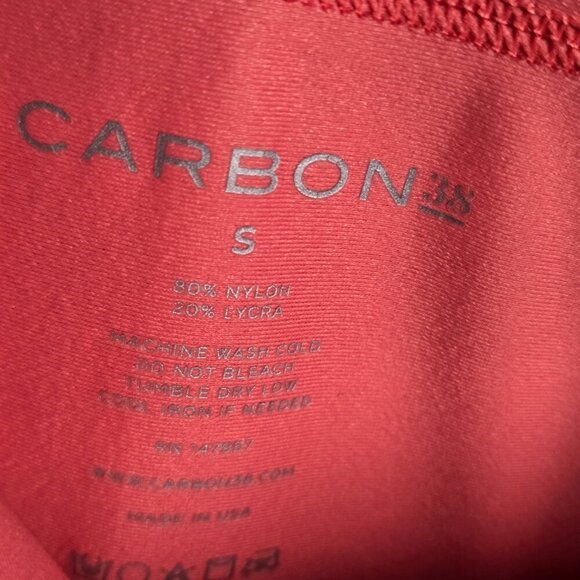 CARBON38
S
80% NYLON
20% LYCRA
MACHINE WASH COLD
DO NOT BLEACH
TUMBLE DRY LOW
COOL IRON IF NEEDED
WWW.CARBON38.COM
MADE IN USA